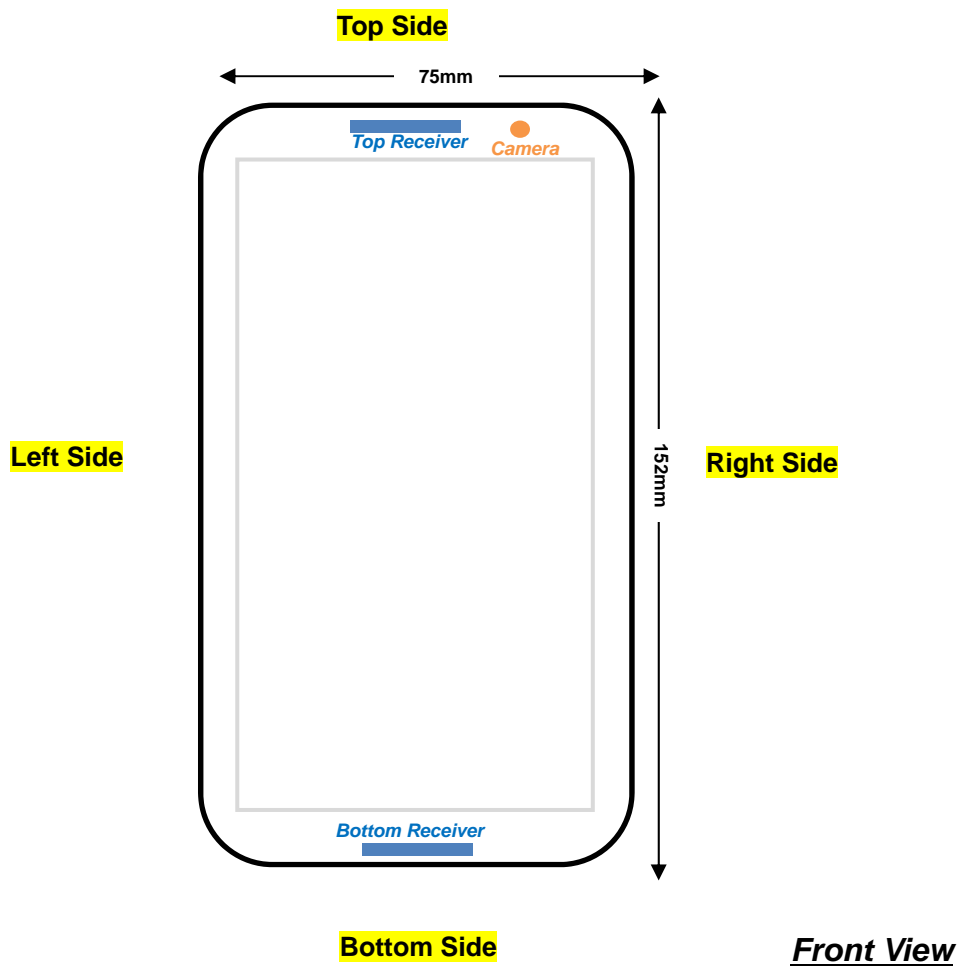 Top Side
75mm
Top Receiver
Camera
Left Side
152mm
Right Side
Bottom Receiver
Bottom Side
Front View